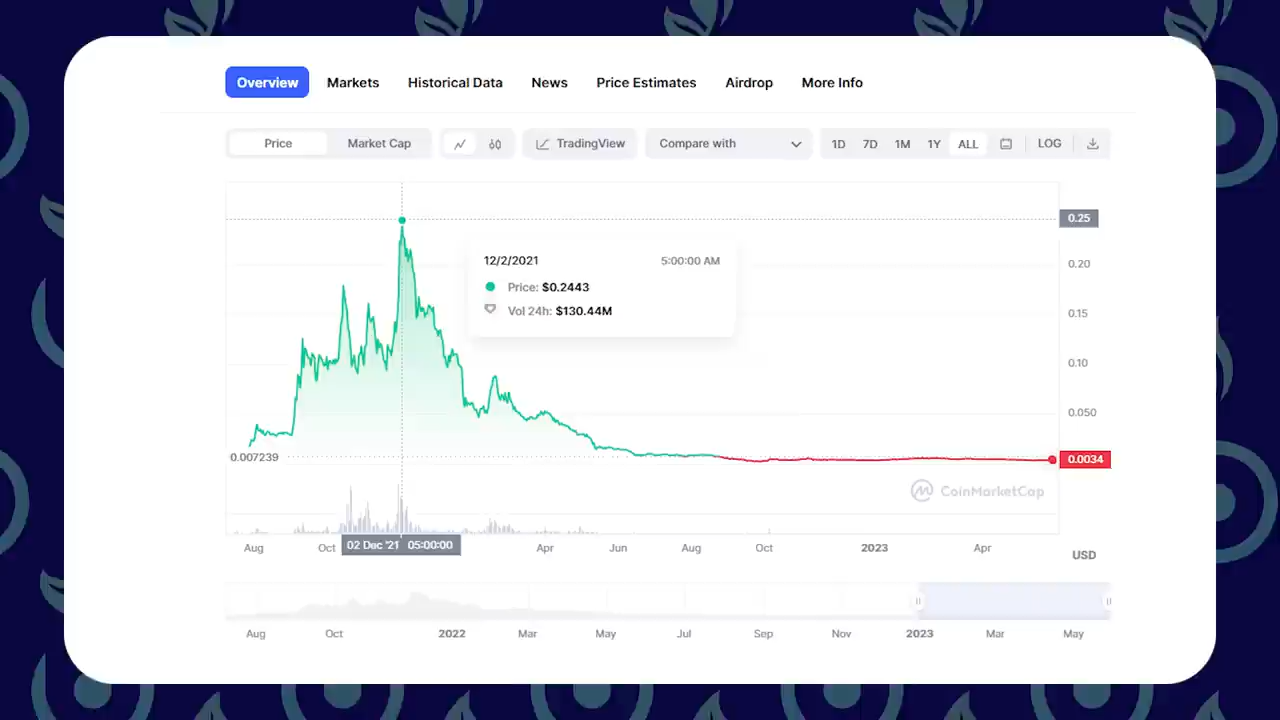 Overview Markets Historical Data News Price Estimates Airdrop More Info
Price Market Cap TradingView Compare with 1D 7D 1M 1Y ALL LOG
0.25
12/2/2021 5:00:00 AM
0.20
Price: $0.2443
Vol 24h: $130.44M
0.15
0.10
0.050
0.007239
0.0034
CoinMarketCap
Aug Oct 02 Dec '21 05:00:00 Apr Jun Aug Oct 2023 Apr
USD
Aug Oct 2022 Mar May Jul Sep Nov 2023 Mar May